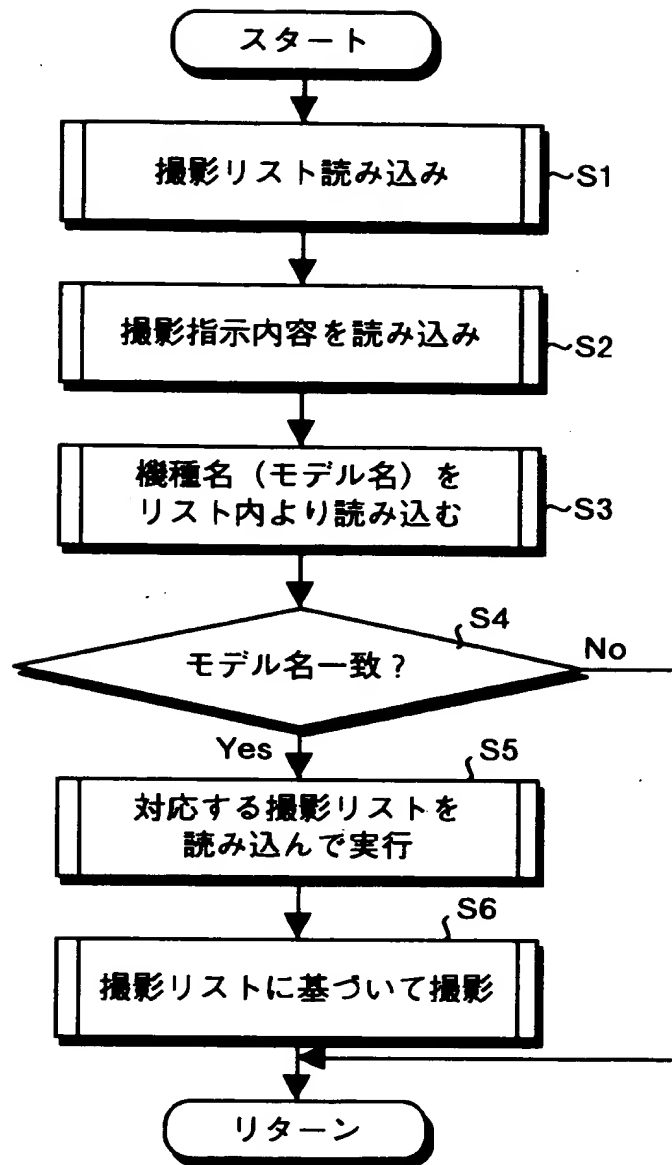 スタート
撮影リスト読み込み
~S1
撮影指示内容を読み込み
~S2
機種名（モデル名）を
リスト内より読み込む
~S3
S4
モデル名一致？
No
Yes
S5
対応する撮影リストを
読み込んで実行
S6
撮影リストに基づいて撮影
リターン